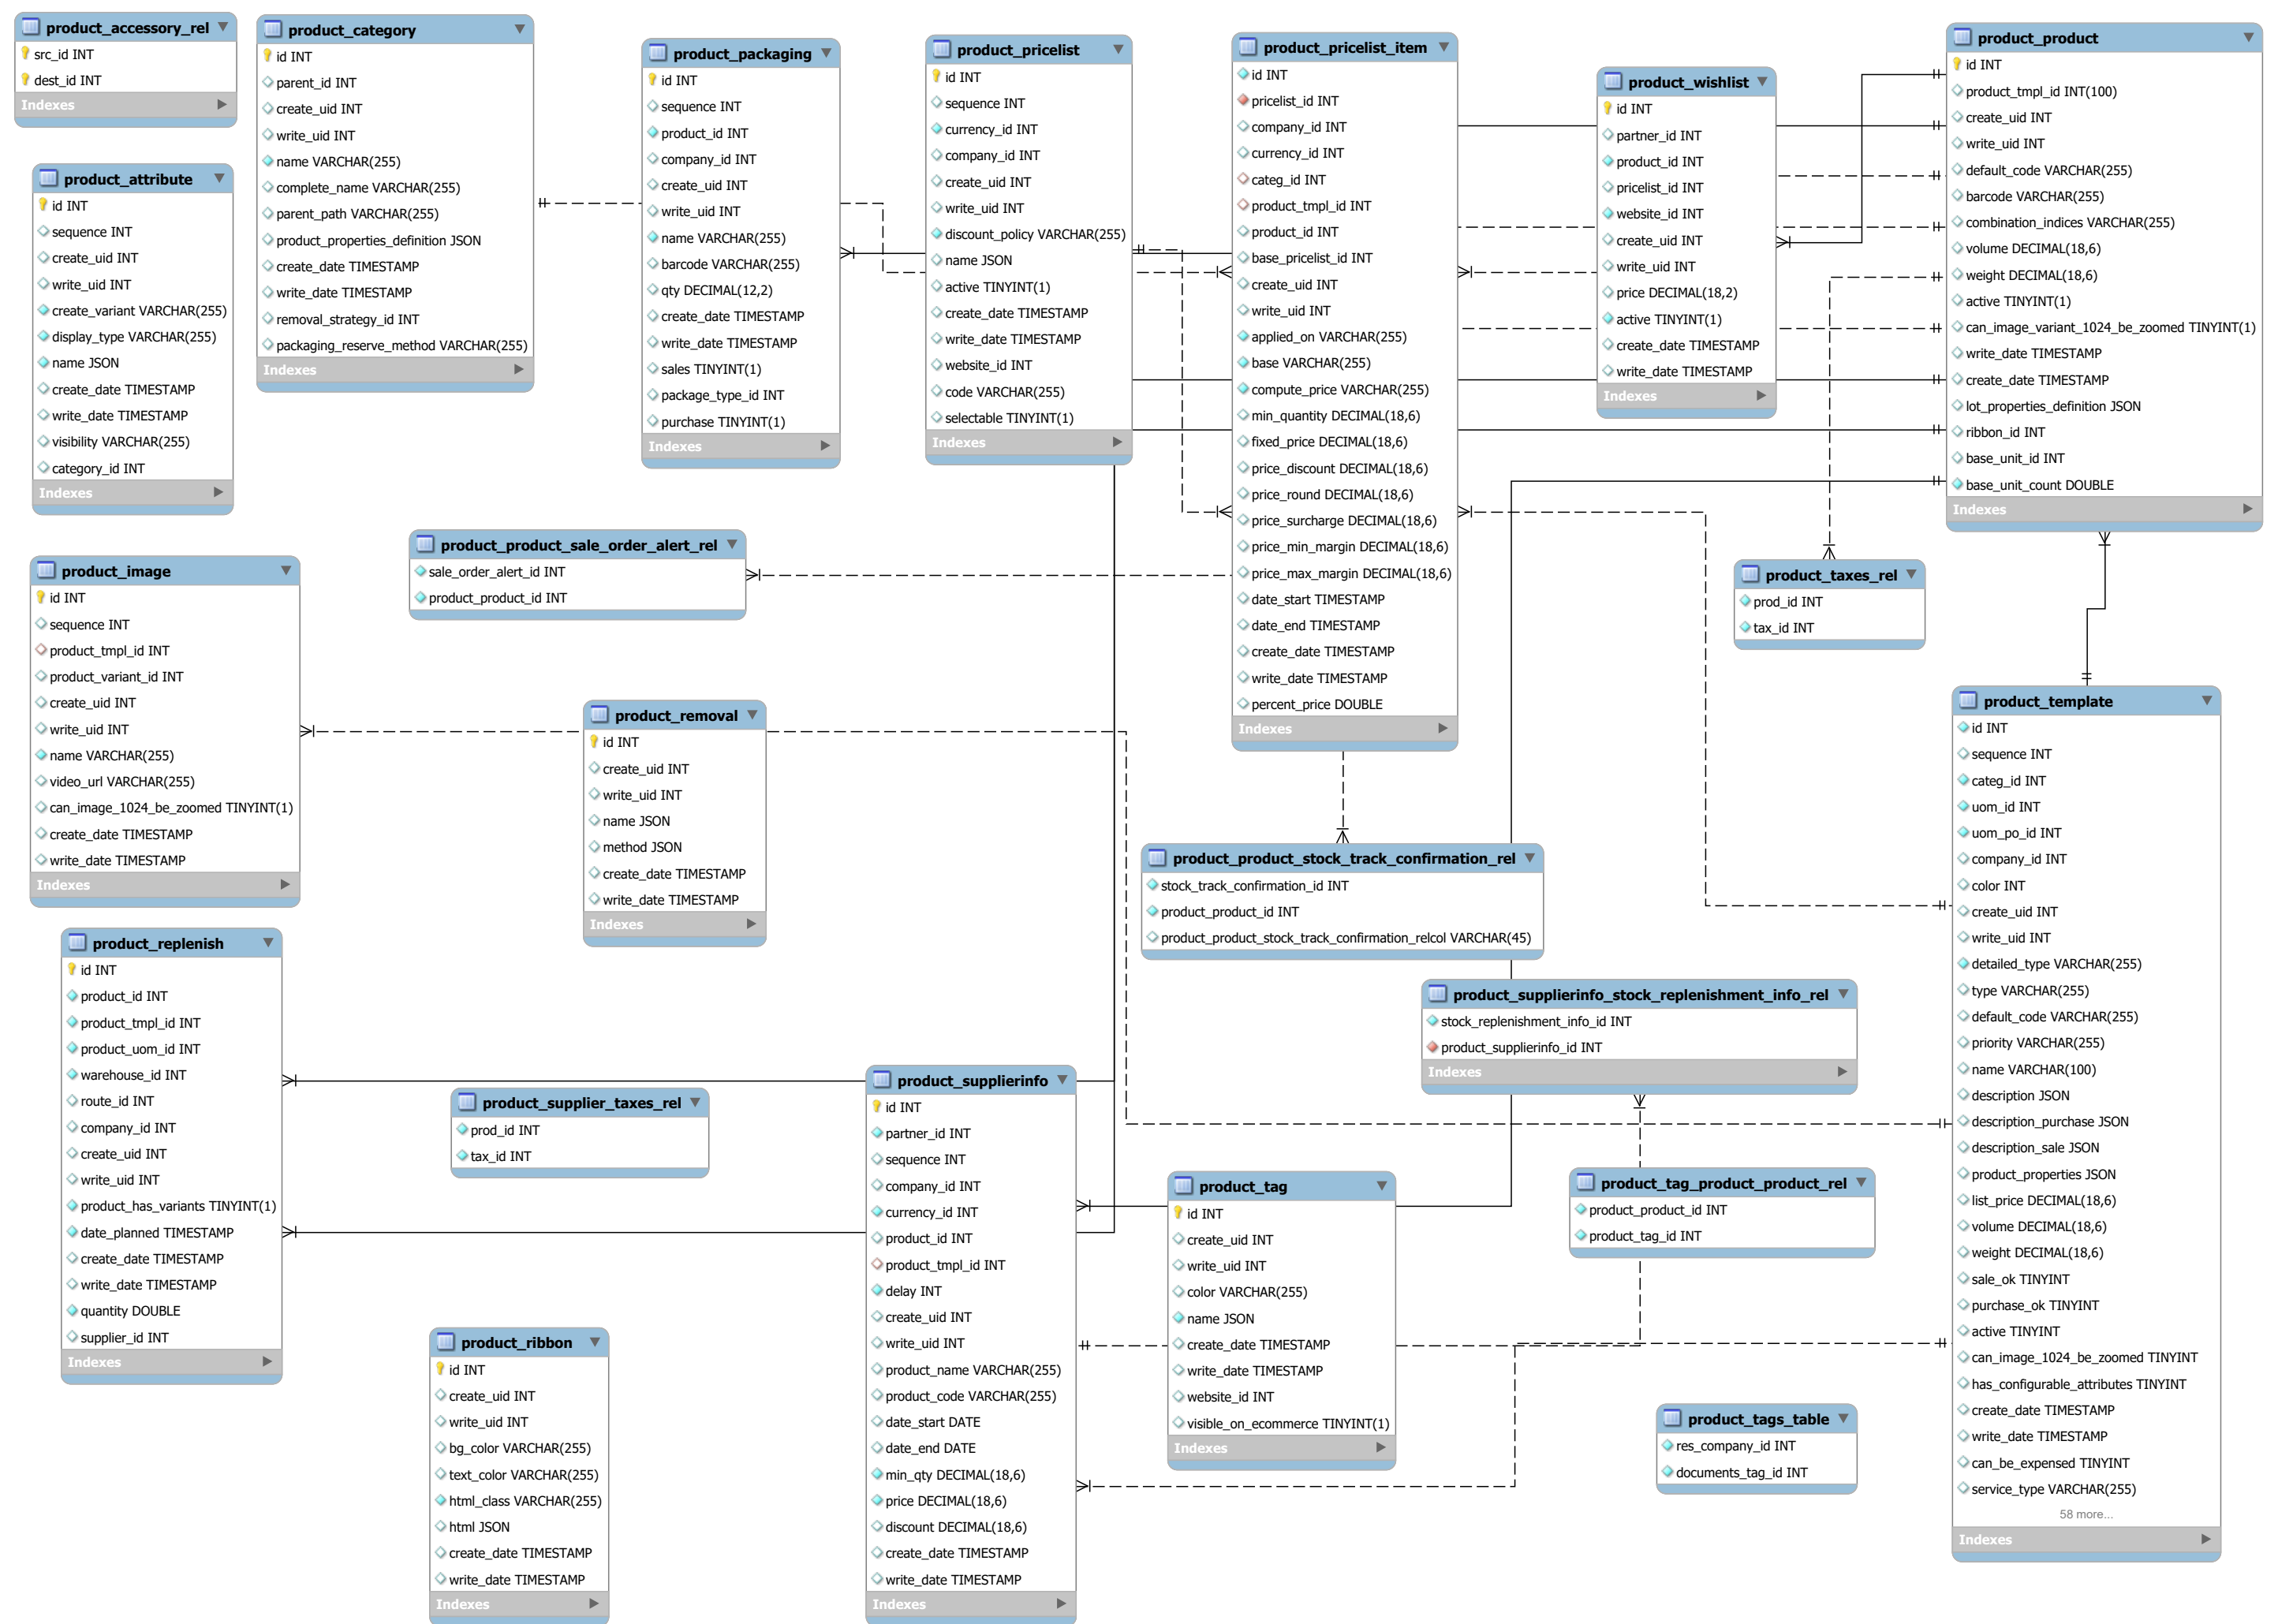 product_accessory_rel
src_id INT
dest_id INT
Indexes
product_category
id INT
parent_id INT
create_uid INT
write_uid INT
name VARCHAR(255)
complete_name VARCHAR(255)
parent_path VARCHAR(255)
product_properties_definition JSON
create_date TIMESTAMP
write_date TIMESTAMP
removal_strategy_id INT
packaging_reserve_method VARCHAR(255)
Indexes
product_packaging
id INT
sequence INT
product_id INT
company_id INT
create_uid INT
write_uid INT
name VARCHAR(255)
barcode VARCHAR(255)
qty DECIMAL(12,2)
create_date TIMESTAMP
write_date TIMESTAMP
sales TINYINT(1)
package_type_id INT
purchase TINYINT(1)
Indexes
product_pricelist
id INT
sequence INT
currency_id INT
company_id INT
create_uid INT
write_uid INT
discount_policy VARCHAR(255)
name JSON
active TINYINT(1)
create_date TIMESTAMP
write_date TIMESTAMP
website_id INT
code VARCHAR(255)
selectable TINYINT(1)
Indexes
product_pricelist_item
id INT
pricelist_id INT
company_id INT
currency_id INT
categ_id INT
product_tmpl_id INT
product_id INT
base_pricelist_id INT
create_uid INT
write_uid INT
applied_on VARCHAR(255)
base VARCHAR(255)
compute_price VARCHAR(255)
min_quantity DECIMAL(18,6)
fixed_price DECIMAL(18,6)
price_discount DECIMAL(18,6)
price_round DECIMAL(18,6)
price_surcharge DECIMAL(18,6)
price_min_margin DECIMAL(18,6)
price_max_margin DECIMAL(18,6)
date_start TIMESTAMP
date_end TIMESTAMP
create_date TIMESTAMP
write_date TIMESTAMP
percent_price DOUBLE
Indexes
product_wishlist
id INT
partner_id INT
product_id INT
pricelist_id INT
website_id INT
create_uid INT
write_uid INT
price DECIMAL(18,2)
active TINYINT(1)
create_date TIMESTAMP
write_date TIMESTAMP
Indexes
product_product
id INT
product_tmpl_id INT(100)
create_uid INT
write_uid INT
default_code VARCHAR(255)
barcode VARCHAR(255)
combination_indices VARCHAR(255)
volume DECIMAL(18,6)
weight DECIMAL(18,6)
active TINYINT(1)
can_image_variant_1024_be_zoomed TINYINT(1)
write_date TIMESTAMP
create_date TIMESTAMP
lot_properties_definition JSON
ribbon_id INT
base_unit_id INT
base_unit_count DOUBLE
Indexes
product_attribute
id INT
sequence INT
create_uid INT
write_uid INT
create_variant VARCHAR(255)
display_type VARCHAR(255)
name JSON
create_date TIMESTAMP
write_date TIMESTAMP
visibility VARCHAR(255)
category_id INT
Indexes
product_product_sale_order_alert_rel
sale_order_alert_id INT
product_product_id INT
product_image
id INT
sequence INT
product_tmpl_id INT
product_variant_id INT
create_uid INT
write_uid INT
name VARCHAR(255)
video_url VARCHAR(255)
can_image_1024_be_zoomed TINYINT(1)
create_date TIMESTAMP
write_date TIMESTAMP
Indexes
product_taxes_rel
prod_id INT
tax_id INT
product_removal
id INT
create_uid INT
write_uid INT
name JSON
method JSON
create_date TIMESTAMP
write_date TIMESTAMP
Indexes
product_template
id INT
sequence INT
categ_id INT
uom_id INT
uom_po_id INT
company_id INT
color INT
create_uid INT
write_uid INT
detailed_type VARCHAR(255)
type VARCHAR(255)
default_code VARCHAR(255)
priority VARCHAR(255)
name VARCHAR(100)
description JSON
description_purchase JSON
description_sale JSON
product_properties JSON
list_price DECIMAL(18,6)
volume DECIMAL(18,6)
weight DECIMAL(18,6)
sale_ok TINYINT
purchase_ok TINYINT
active TINYINT
can_image_1024_be_zoomed TINYINT
has_configurable_attributes TINYINT
create_date TIMESTAMP
write_date TIMESTAMP
can_be_expensed TINYINT
service_type VARCHAR(255)
58 more...
Indexes
product_product_stock_track_confirmation_rel
stock_track_confirmation_id INT
product_product_id INT
product_product_stock_track_confirmation_relcol VARCHAR(45)
product_replenish
id INT
product_id INT
product_tmpl_id INT
product_uom_id INT
warehouse_id INT
route_id INT
company_id INT
create_uid INT
write_uid INT
product_has_variants TINYINT(1)
date_planned TIMESTAMP
create_date TIMESTAMP
write_date TIMESTAMP
quantity DOUBLE
supplier_id INT
Indexes
product_supplierinfo_stock_replenishment_info_rel
stock_replenishment_info_id INT
product_supplierinfo_id INT
Indexes
product_supplier_taxes_rel
prod_id INT
tax_id INT
product_supplierinfo
id INT
partner_id INT
sequence INT
company_id INT
currency_id INT
product_id INT
product_tmpl_id INT
delay INT
create_uid INT
write_uid INT
product_name VARCHAR(255)
product_code VARCHAR(255)
date_start DATE
date_end DATE
min_qty DECIMAL(18,6)
price DECIMAL(18,6)
discount DECIMAL(18,6)
create_date TIMESTAMP
write_date TIMESTAMP
Indexes
product_tag
id INT
create_uid INT
write_uid INT
color VARCHAR(255)
name JSON
create_date TIMESTAMP
write_date TIMESTAMP
website_id INT
visible_on_ecommerce TINYINT(1)
Indexes
product_tag_product_product_rel
product_product_id INT
product_tag_id INT
product_ribbon
id INT
create_uid INT
write_uid INT
bg_color VARCHAR(255)
text_color VARCHAR(255)
html_class VARCHAR(255)
html JSON
create_date TIMESTAMP
write_date TIMESTAMP
Indexes
product_tags_table
res_company_id INT
documents_tag_id INT